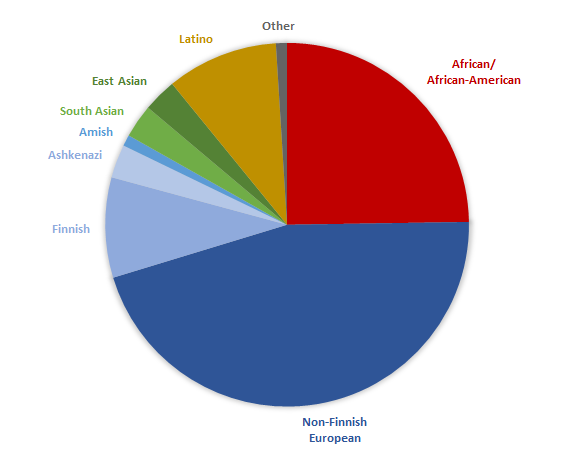 Other
Latino
African/
African-American
East Asian
South Asian
Amish
Ashkenazi
Finnish
Non-Finnish
European